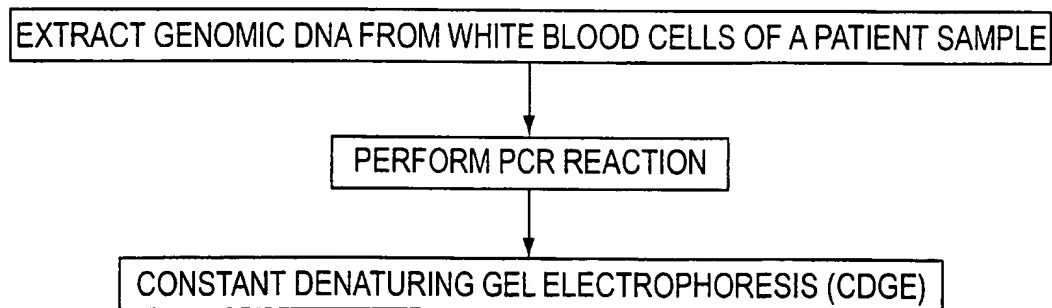 EXTRACT GENOMIC DNA FROM WHITE BLOOD CELLS OF A PATIENT SAMPLE
PERFORM PCR REACTION
CONSTANT DENATURING GEL ELECTROPHORESIS (CDGE)